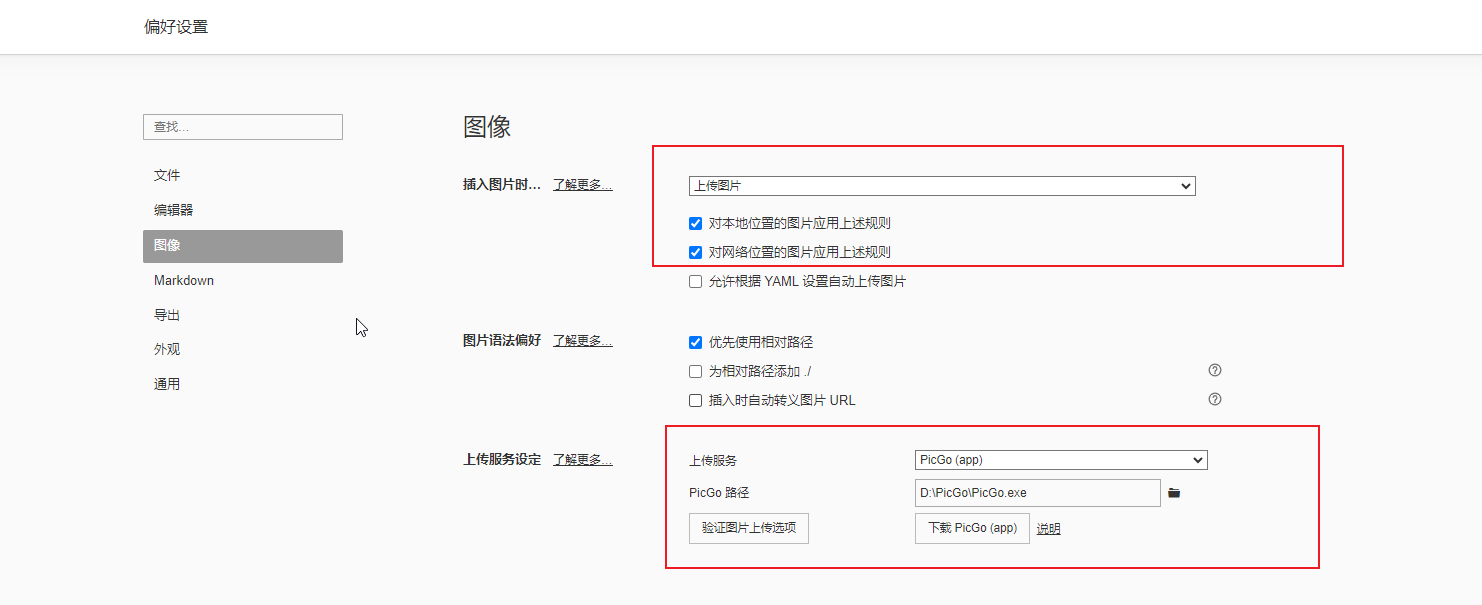 偏好设置
查找...
文件
编辑器
图像
Markdown
导出
外观
通用
图像
插入图片时... 了解更多...
上传图片
对本地位置的图片应用上述规则
对网络位置的图片应用上述规则
允许根据 YAML 设置自动上传图片
图片语法偏好 了解更多...
优先使用相对路径
为相对路径添加 ./
插入时自动转义图片 URL
上传服务设定 了解更多...
上传服务 PicGo (app)
PicGo 路径 D:\PicGo\PicGo.exe
验证图片上传选项 下载 PicGo (app) 说明